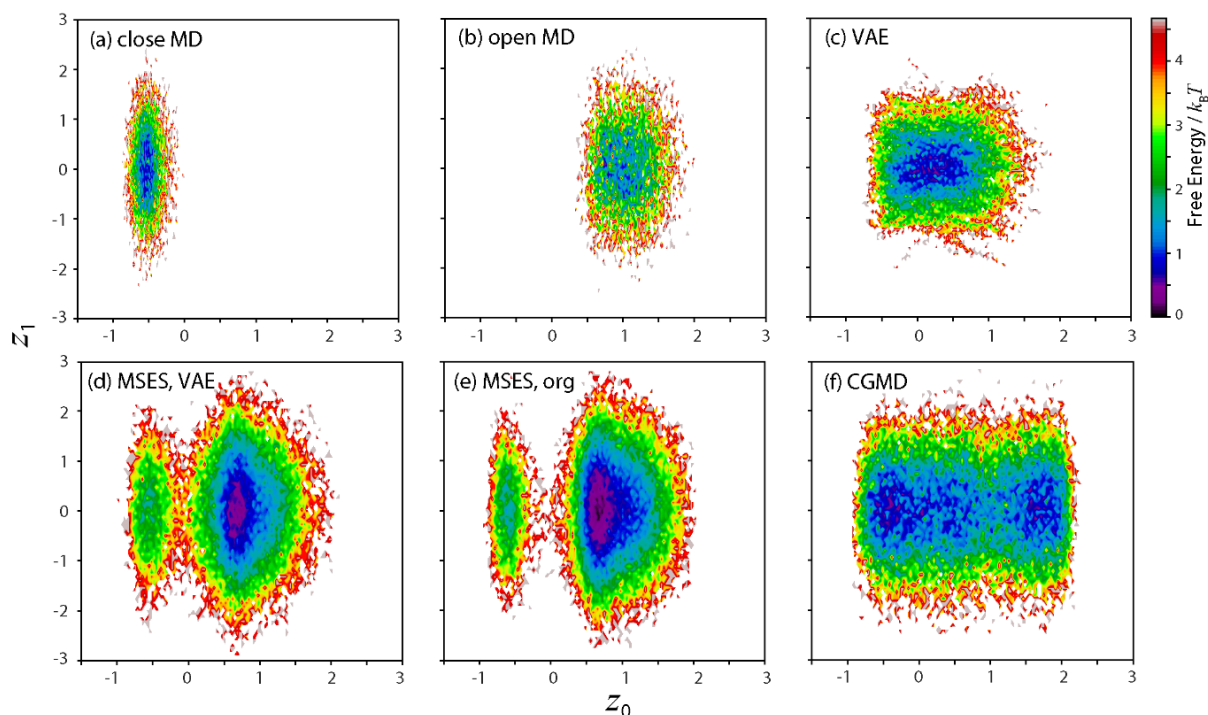 (a) close MD
(b) open MD
(c) VAE
3
2
1
0
-1
-2
-3
-1 0 1 2 3
-1 0 1 2 3
-1 0 1 2 3
4
3
2
1
0
Free Energy / kBT
z1
(d) MSES, VAE
(e) MSES, org
(f) CGMD
3
2
1
0
-1
-2
-3
-1 0 1 2 3
-1 0 1 2 3
-1 0 1 2 3
z0